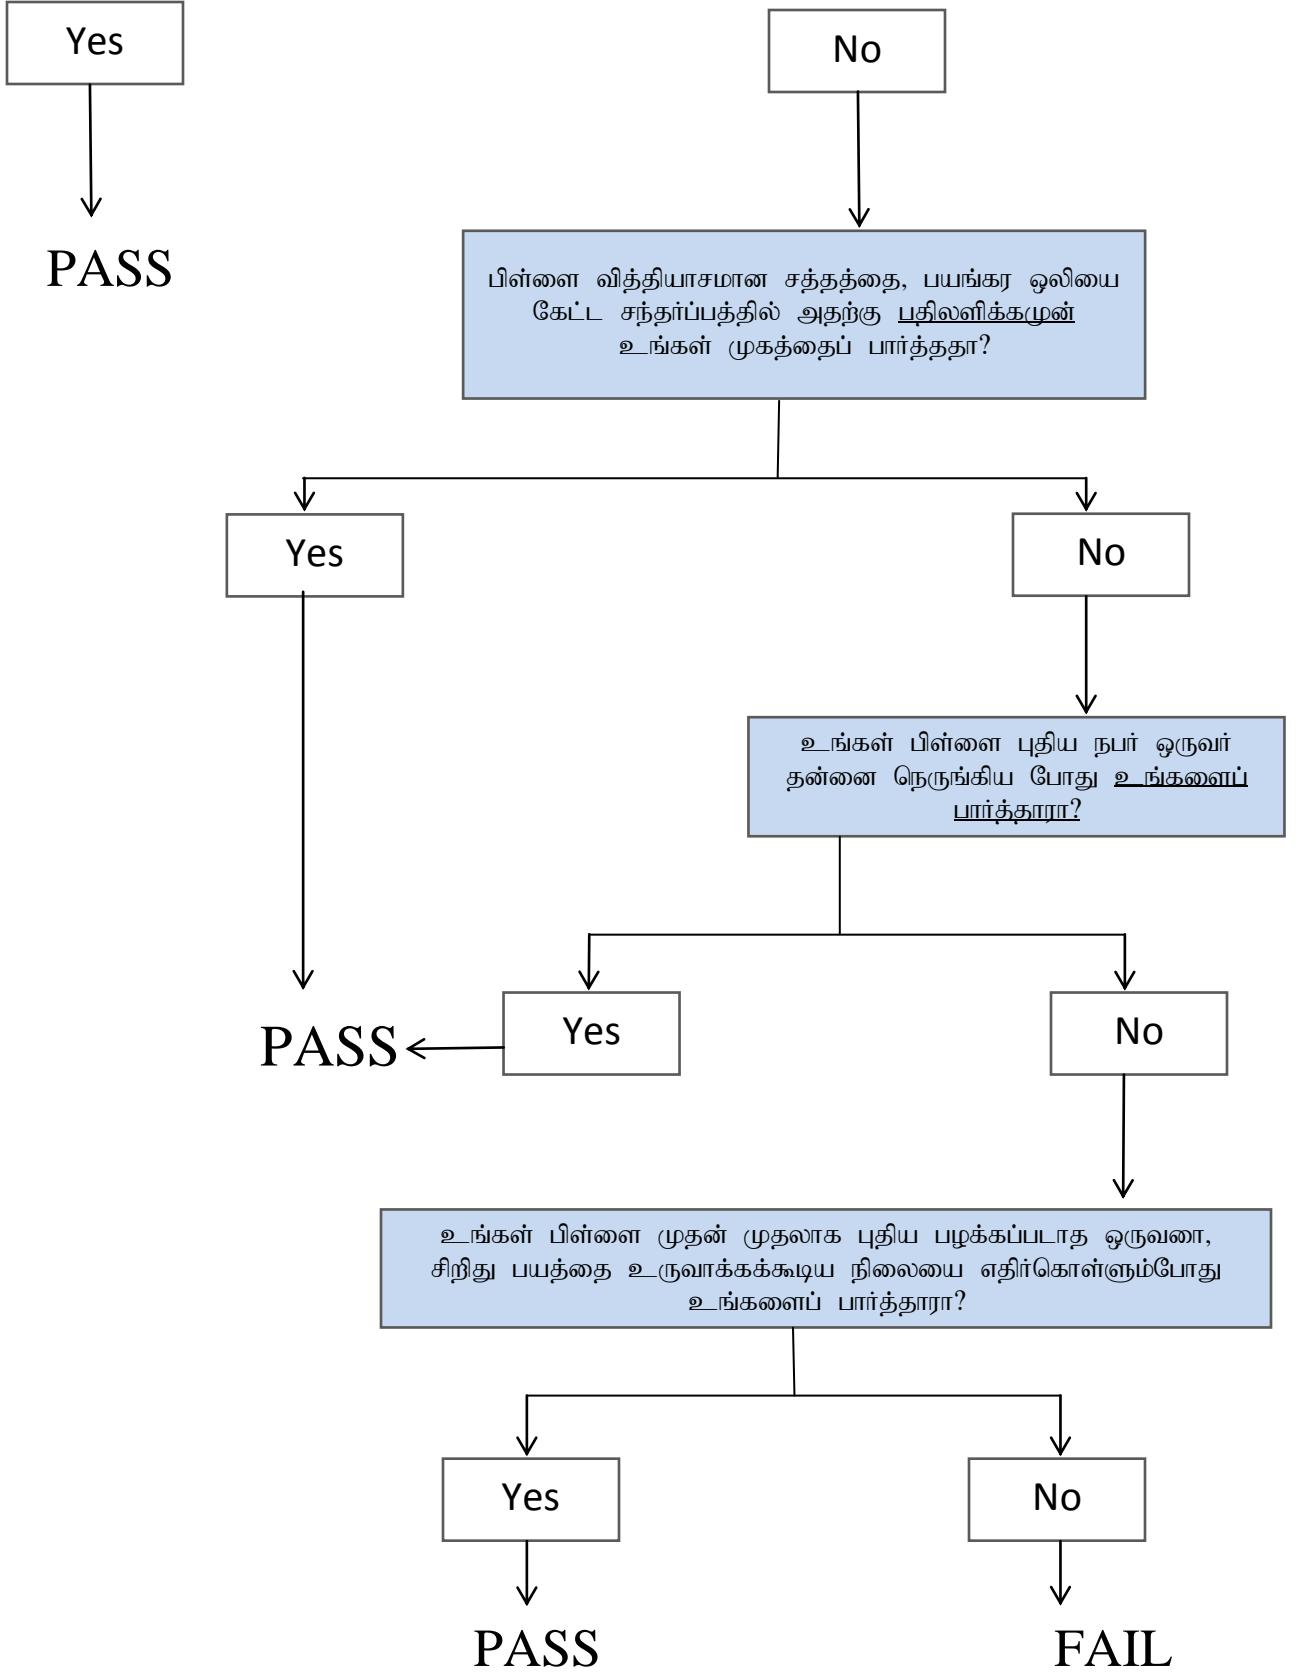 Yes
No
PASS
பிள்ளை வித்தியாசமான சத்தத்தை, பயங்கர ஒலியை
கேட்ட சந்தர்ப்பத்தில் அதற்கு பதிலளிக்கமுன்
உங்கள் முகத்தைப் பார்த்ததா?
Yes
No
உங்கள் பிள்ளை புதிய நபர் ஒருவர்
தன்னை நெருங்கிய போது உங்களைப்
பார்த்தாரா?
PASS
Yes
No
உங்கள் பிள்ளை முதன் முதலாக புதிய பழக்கப்படாத ஒருவனா,
சிறிது பயத்தை உருவாக்கக்கூடிய நிலையை எதிர்கொள்ளும்போது
உங்களைப் பார்த்தாரா?
Yes
No
PASS
FAIL